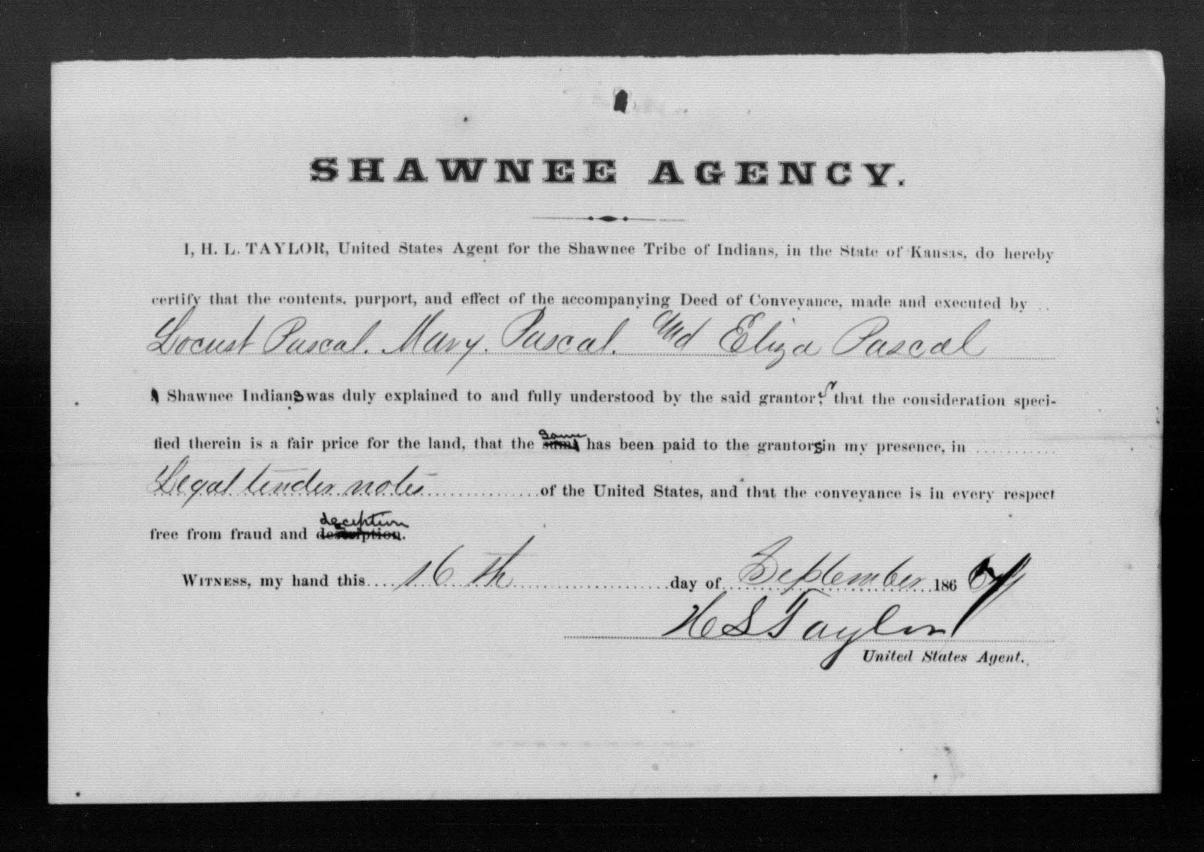 SHAWNEE AGENCY.
I, H. L. TAYLOR, United States Agent for the Shawnee Tribe of Indians, in the State of Kansas, do hereby
certify that the contents, purport, and effect of the accompanying Deed of Conveyance, made and executed by
Locust Pascal. Mary. Pascal. and Eliza Pascal
Shawnee Indians was duly explained to and fully understood by the said grantors, that the consideration speci-
fied therein is a fair price for the land, that the same has been paid to the grantors in my presence, in
Legal tender notes of the United States, and that the conveyance is in every respect
free from fraud and deception description.
WITNESS, my hand this 16th day of September 186
H L Taylor
United States Agent.